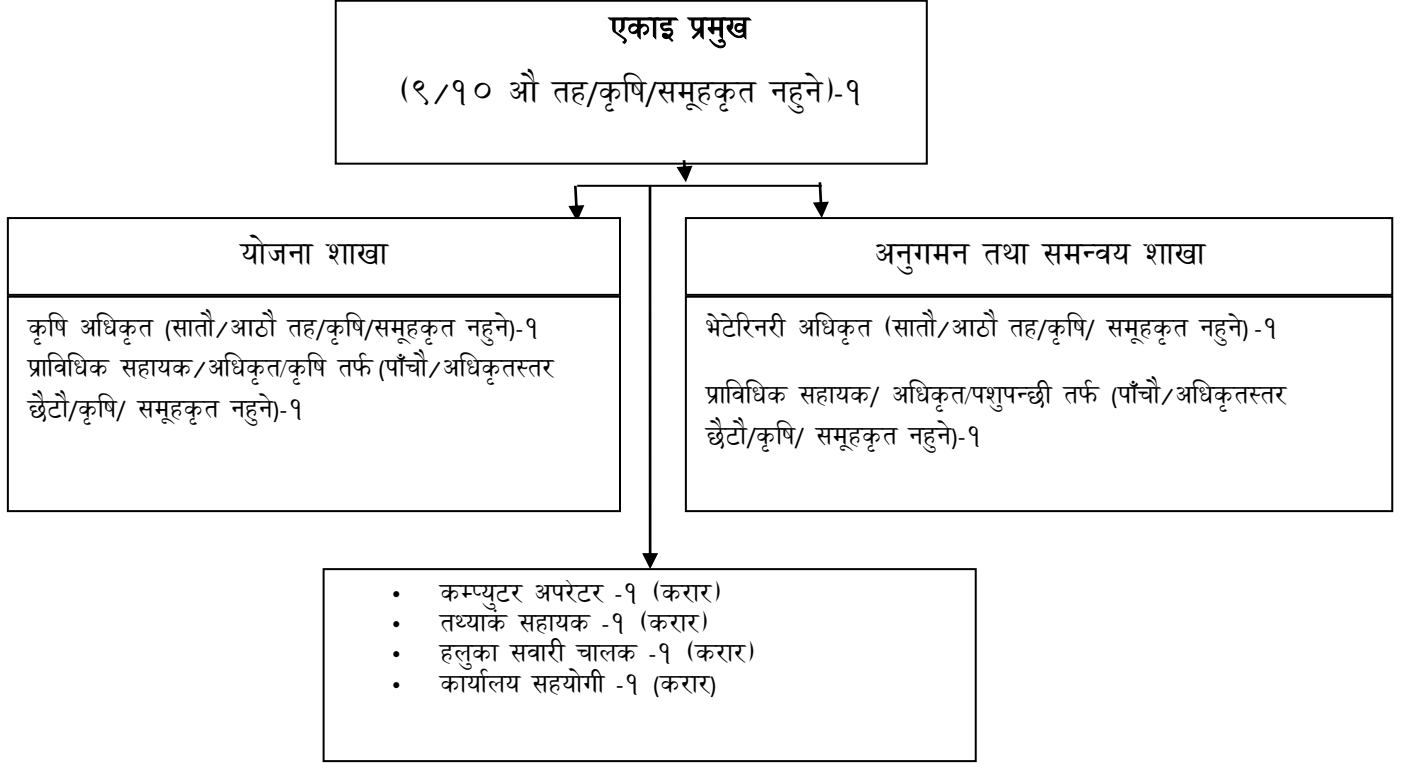 एकाइ प्रमुख
(९/१० औ तह/कृषि/समूहकृत नहुने)-१
योजना शाखा
कृषि अधिकृत (सातौ/आठौ तह/कृषि/समूहकृत नहुने)-१
प्राविधिक सहायक/अधिकृत/कृषि तर्फ (पाँचौ/अधिकृतस्तर
छैटौ/कृषि/ समूहकृत नहुने)-१
अनुगमन तथा समन्वय शाखा
भेटेरिनरी अधिकृत (सातौ/आठौ तह/कृषि/ समूहकृत नहुने) -१
प्राविधिक सहायक/ अधिकृत/पशुपन्छी तर्फ (पाँचौ/अधिकृतस्तर
छैटौ/कृषि/ समूहकृत नहुने)-१
• कम्प्युटर अपरेटर -१ (करार)
• तथ्याकं सहायक -१ (करार)
• हलुका सवारी चालक -१ (करार)
• कार्यालय सहयोगी -१ (करार)